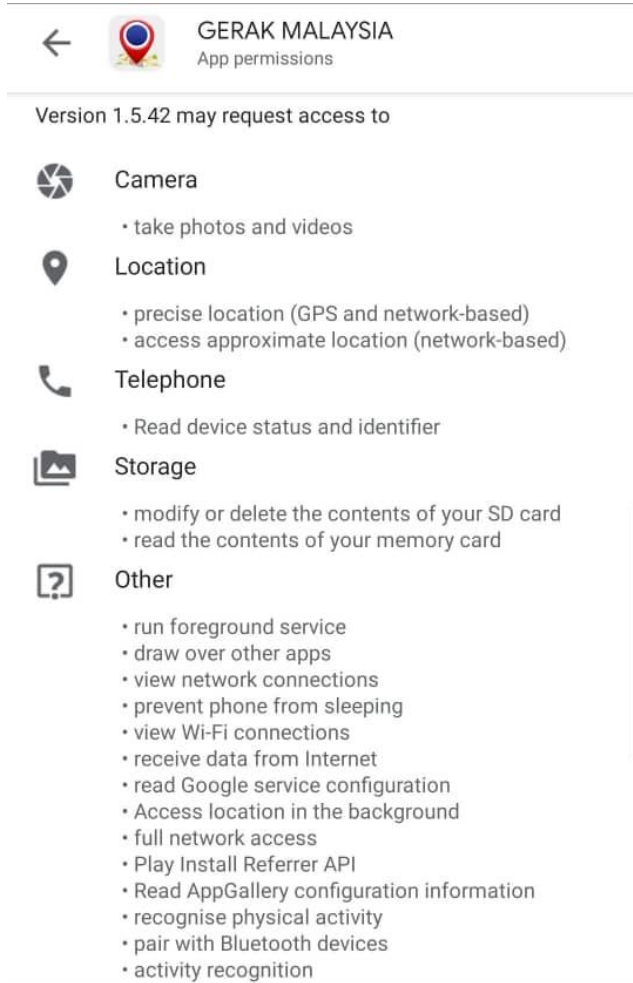 GERAK MALAYSIA
App permissions
Version 1.5.42 may request access to
Camera
• take photos and videos
Location
• precise location (GPS and network-based)
• access approximate location (network-based)
Telephone
• Read device status and identifier
Storage
• modify or delete the contents of your SD card
• read the contents of your memory card
Other
• run foreground service
• draw over other apps
• view network connections
• prevent phone from sleeping
• view Wi-Fi connections
• receive data from Internet
• read Google service configuration
• Access location in the background
• full network access
• Play Install Referrer API
• Read AppGallery configuration information
• recognise physical activity
• pair with Bluetooth devices
• activity recognition